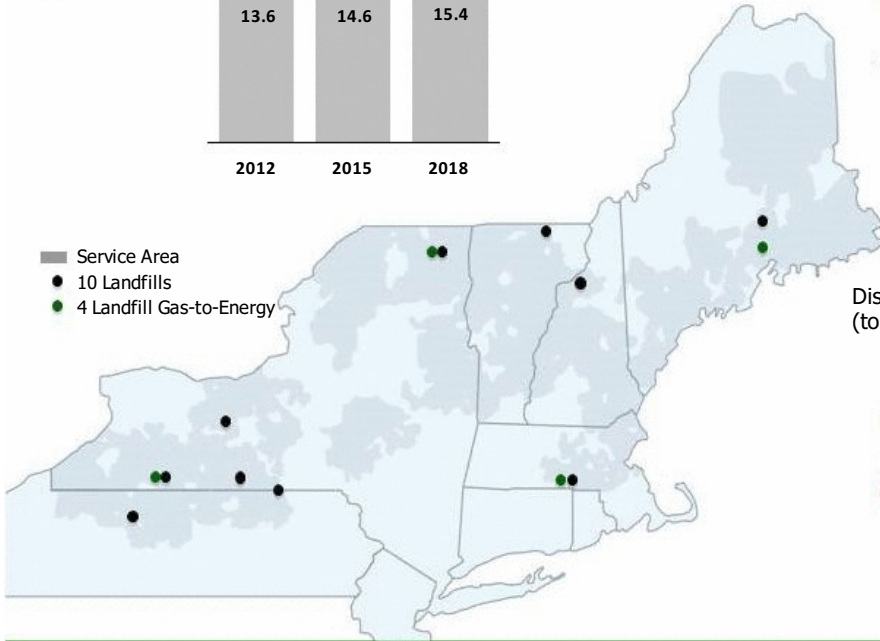 13.6 14.6 15.4
2012 2015 2018
Service Area
10 Landfills
4 Landfill Gas-to-Energy
Dis
(to